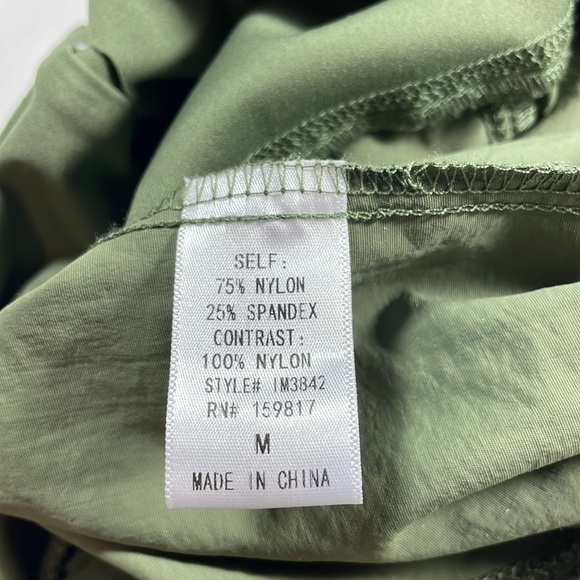 SELF:
75% NYLON
25% SPANDEX
CONTRAST:
100% NYLON
STYLE# IM3842
RN# 159817
M
MADE IN CHINA